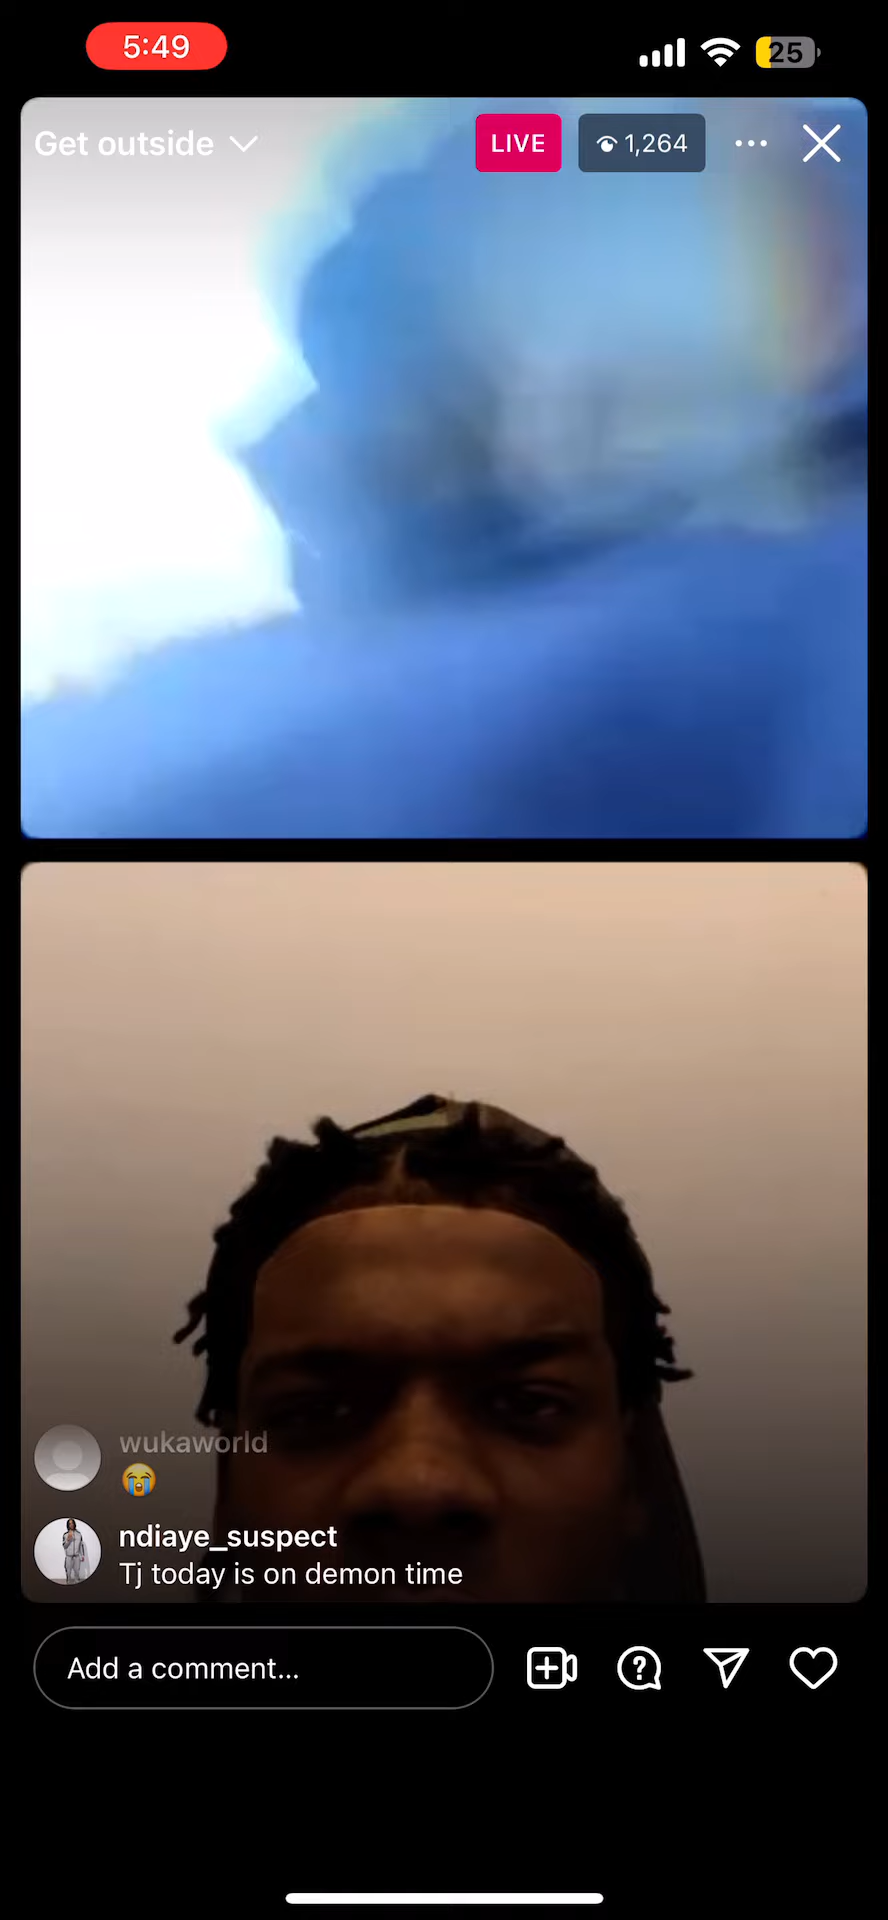 5:49
25
Get outside
LIVE
1,264
wukaworld
😭
ndiaye_suspect
Tj today is on demon time
Add a comment...